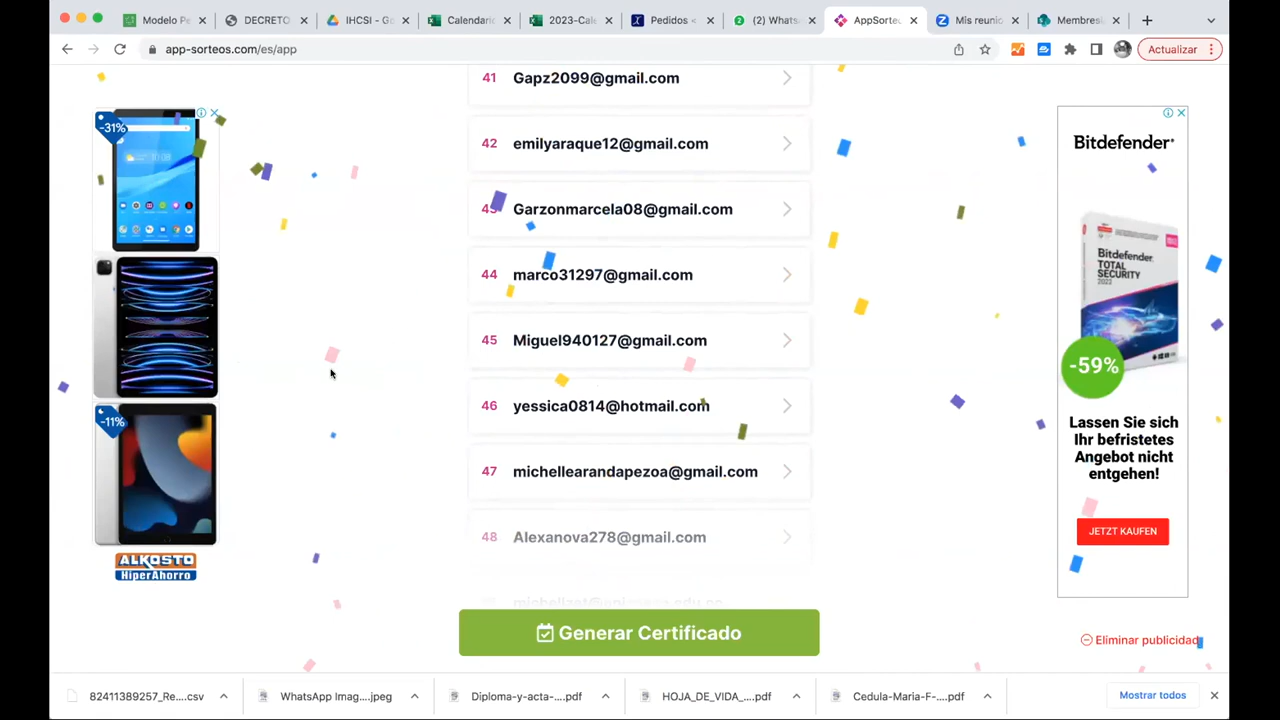 Modelo Pe
DECRETO
IHCSI - Go
Calendario
2023-Cale
Pedidos <
(2) Whats
AppSorteo
Mis reunio
Membresí
app-sorteos.com/es/app
Actualizar
41 Gapz2099@gmail.com
42 emilyaraque12@gmail.com
43 Garzonmarcela08@gmail.com
44 marco31297@gmail.com
45 Miguel940127@gmail.com
46 yessica0814@hotmail.com
47 michellearandapezoa@gmail.com
48 Alexanova278@gmail.com
Generar Certificado
-31%
-11%
ALKOSTO
HiperAhorro
Bitdefender
Bitdefender
TOTAL
SECURITY
2023
-59%
Lassen Sie sich
Ihr befristetes
Angebot nicht
entgehen!
JETZT KAUFEN
Eliminar publicidad
82411389257_Re....csv
WhatsApp Imag....jpeg
Diploma-y-acta-....pdf
HOJA_DE_VIDA_....pdf
Cedula-Maria-F-....pdf
Mostrar todos